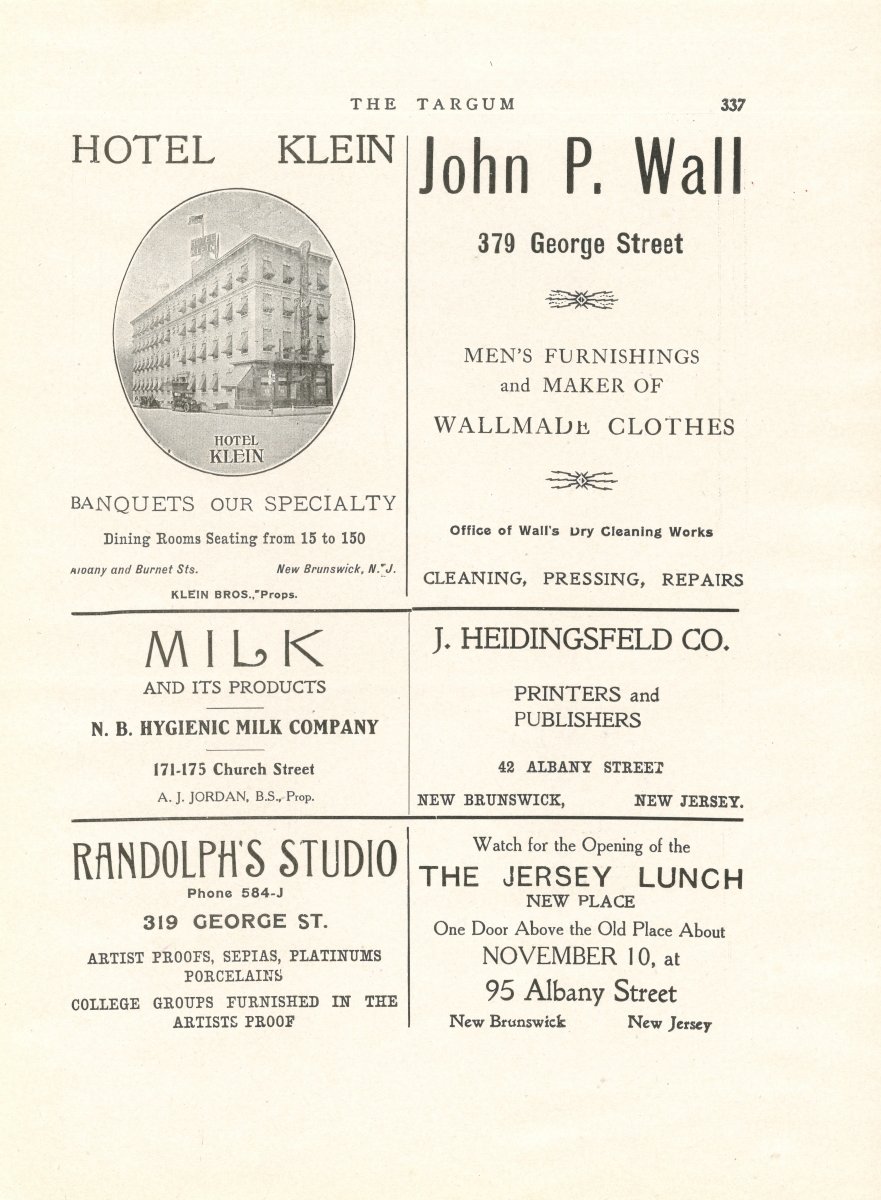 THE TARGUM 337
HOTEL KLEIN
HOTEL
KLEIN
BANQUETS OUR SPECIALTY
Dining Rooms Seating from 15 to 150
Albany and Burnet Sts. New Brunswick, N. J.
KLEIN BROS., Props.
John P. Wall
379 George Street
MEN'S FURNISHINGS
and MAKER OF
WALLMADE CLOTHES
Office of Wall's Dry Cleaning Works
CLEANING, PRESSING, REPAIRS
MILK
AND ITS PRODUCTS
N. B. HYGIENIC MILK COMPANY
171-175 Church Street
A. J. JORDAN, B.S., Prop.
J. HEIDINGSFELD CO.
PRINTERS and
PUBLISHERS
42 ALBANY STREET
NEW BRUNSWICK, NEW JERSEY.
RANDOLPH'S STUDIO
Phone 584-J
319 GEORGE ST.
ARTIST PROOFS, SEPIAS, PLATINUMS
PORCELAINS
COLLEGE GROUPS FURNISHED IN THE
ARTISTS PROOF
Watch for the Opening of the
THE JERSEY LUNCH
NEW PLACE
One Door Above the Old Place About
NOVEMBER 10, at
95 Albany Street
New Brunswick New Jersey